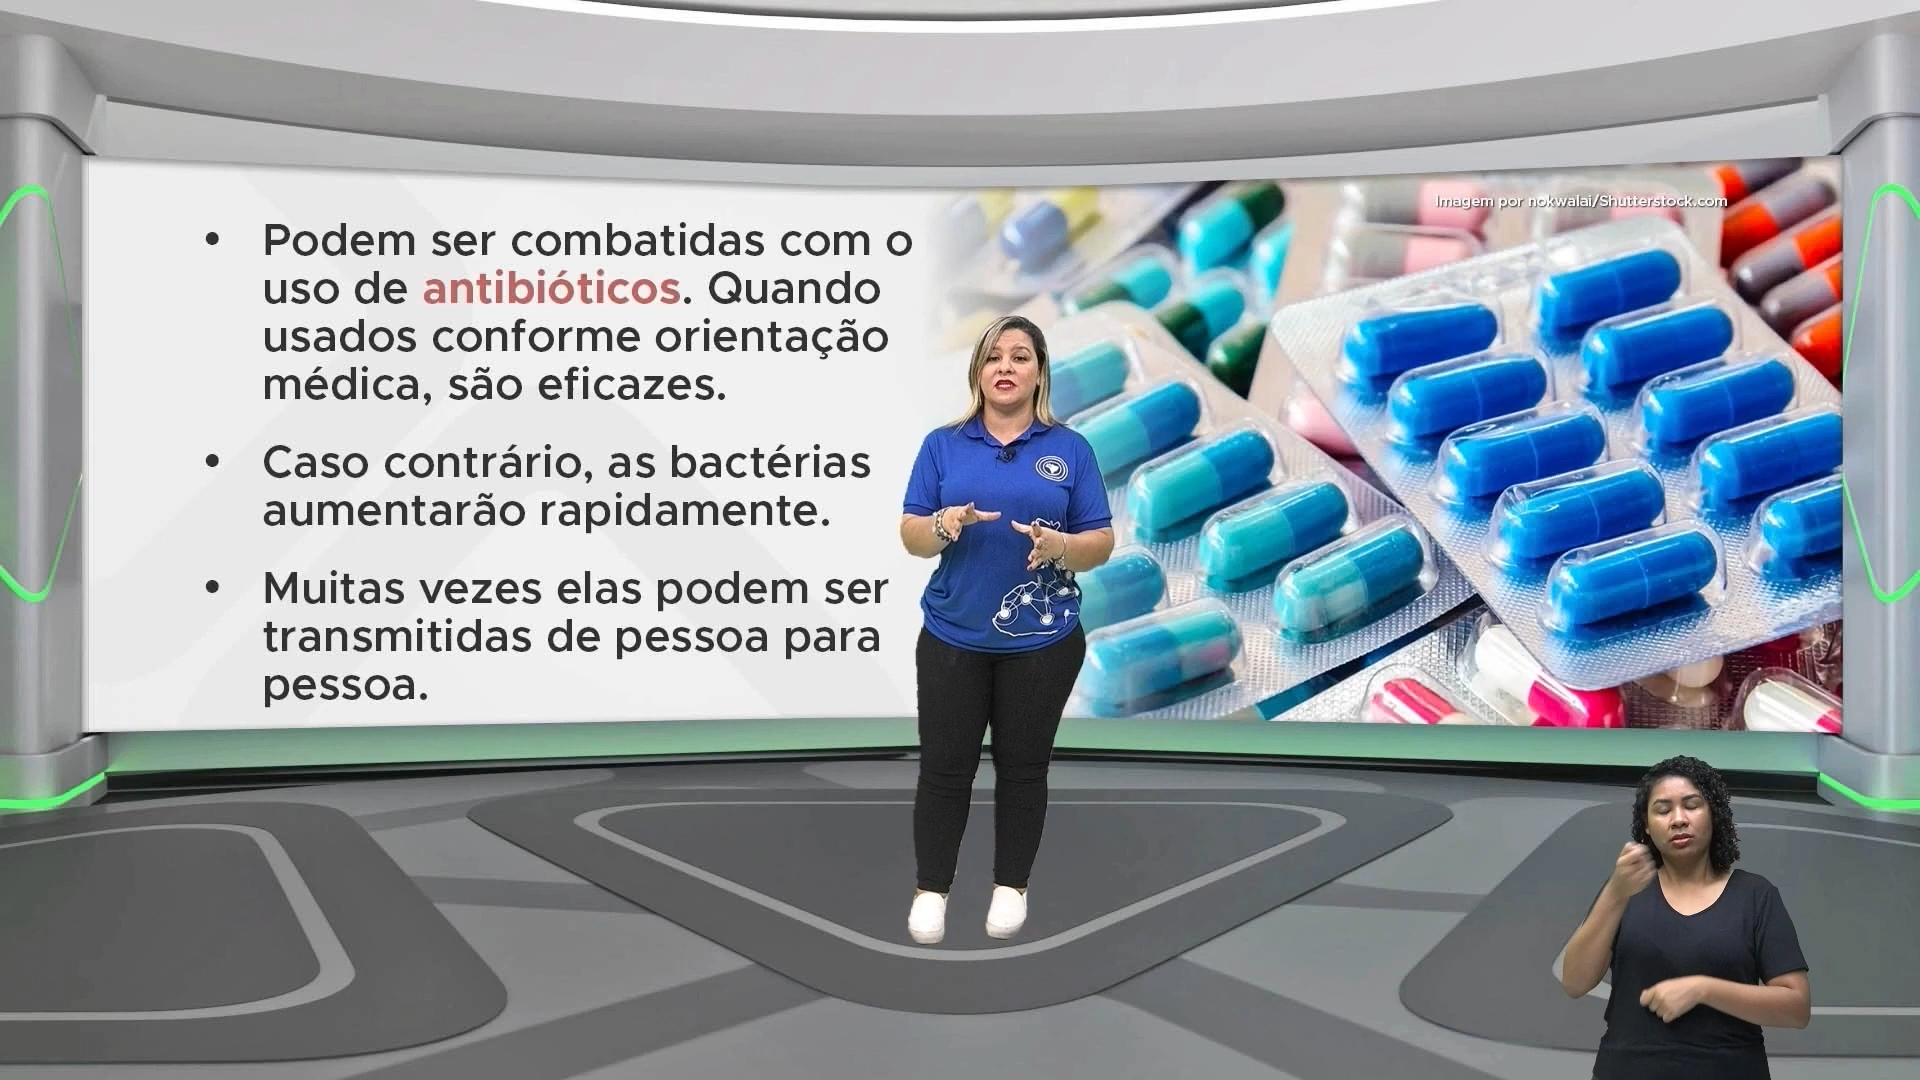 • Podem ser combatidas com o
uso de antibióticos. Quando
usados conforme orientação
médica, são eficazes.
• Caso contrário, as bactérias
aumentarão rapidamente.
• Muitas vezes elas podem ser
transmitidas de pessoa para
pessoa.
Imagem por nokwalai/Shutterstock.com